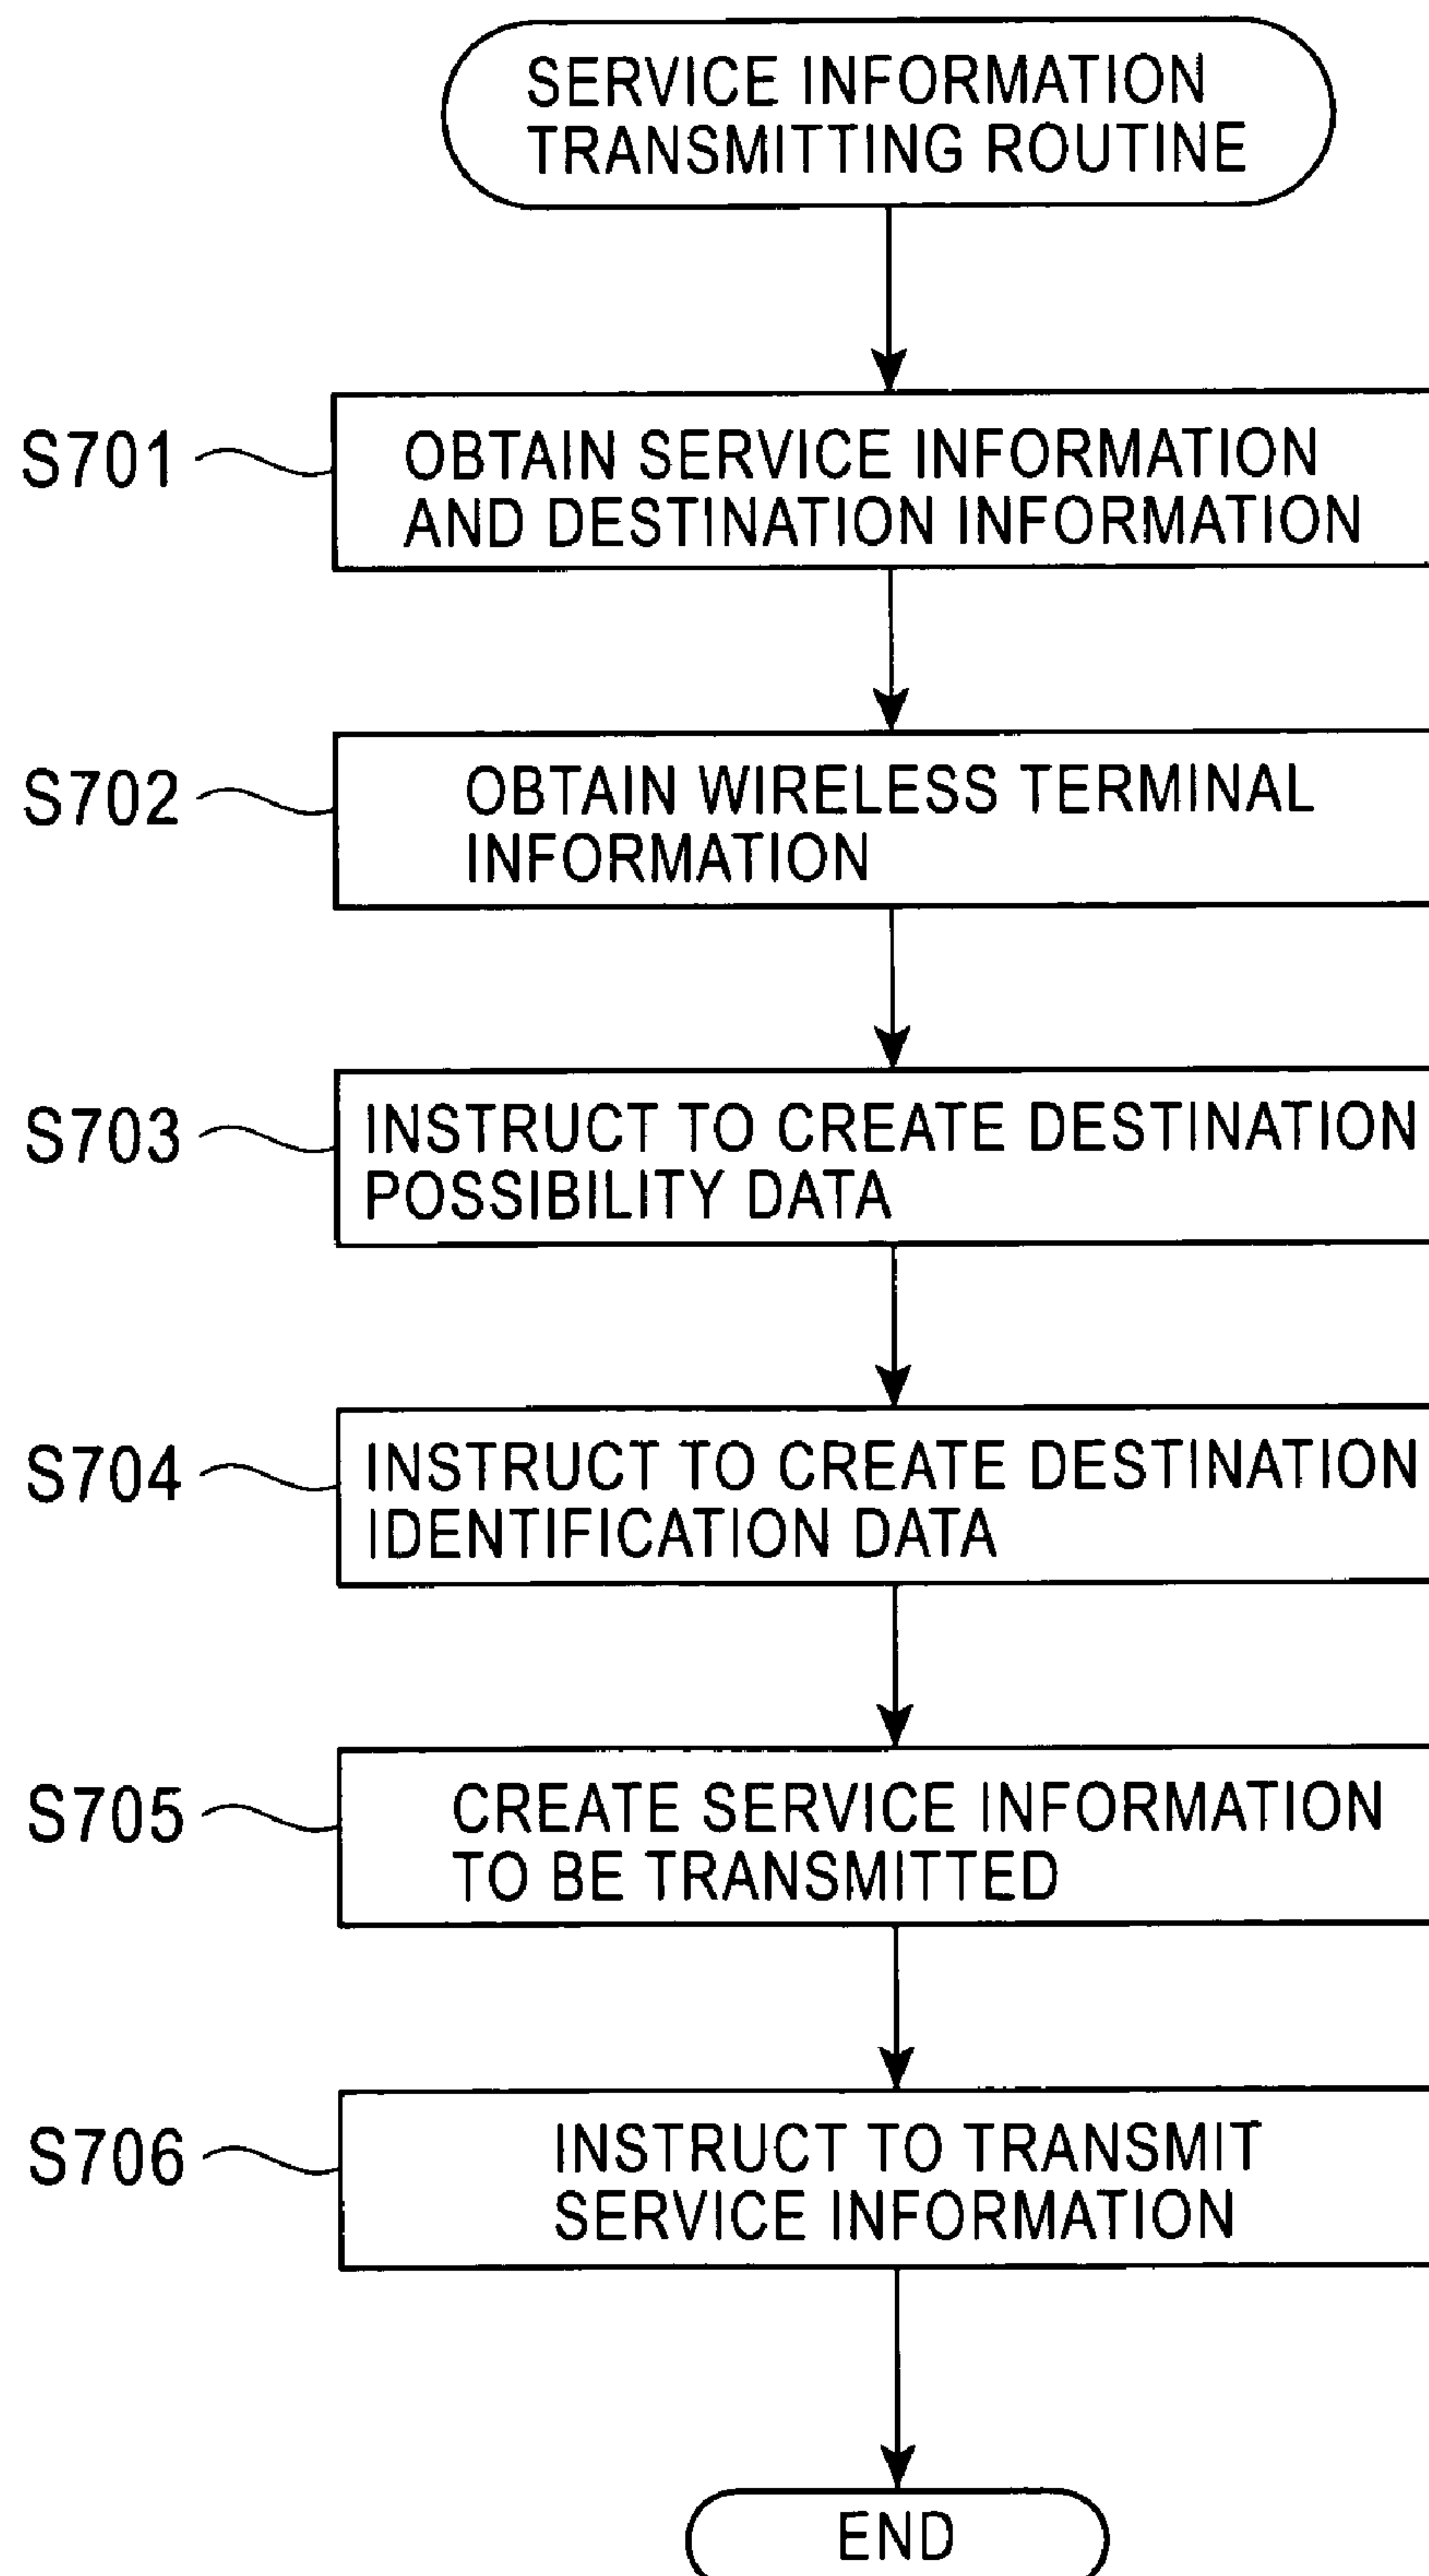 SERVICE INFORMATION
TRANSMITTING ROUTINE
S701
OBTAIN SERVICE INFORMATION
AND DESTINATION INFORMATION
S702
OBTAIN WIRELESS TERMINAL
INFORMATION
S703
INSTRUCT TO CREATE DESTINATION
POSSIBILITY DATA
S704
INSTRUCT TO CREATE DESTINATION
IDENTIFICATION DATA
S705
CREATE SERVICE INFORMATION
TO BE TRANSMITTED
S706
INSTRUCT TO TRANSMIT
SERVICE INFORMATION
END